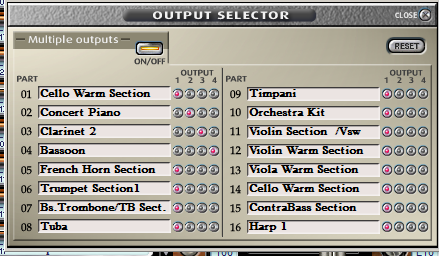 OUTPUT SELECTOR
CLOSE
Multiple outputs
ON/OFF
RESET
PART OUTPUT
1 2 3 4
01 Cello Warm Section
02 Concert Piano
03 Clarinet 2
04 Bassoon
05 French Horn Section
06 Trumpet Section1
07 Bs.Trombone/TB Sect.
08 Tuba
PART OUTPUT
1 2 3 4
09 Timpani
10 Orchestra Kit
11 Violin Section /Vsw
12 Violin Warm Section
13 Viola Warm Section
14 Cello Warm Section
15 ContraBass Section
16 Harp 1